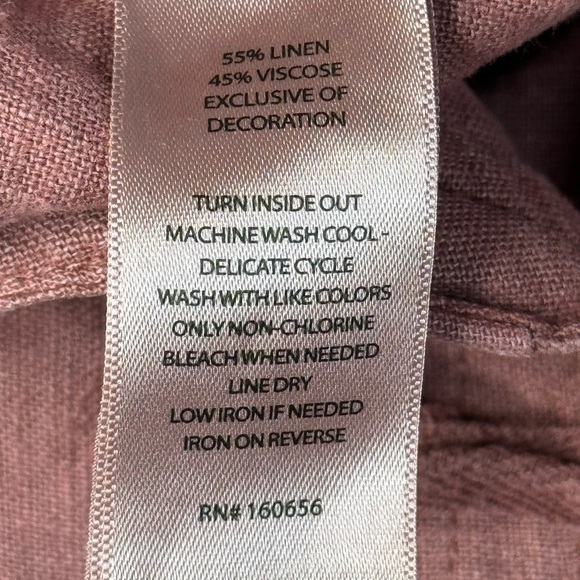 55% LINEN
45% VISCOSE
EXCLUSIVE OF
DECORATION
TURN INSIDE OUT
MACHINE WASH COOL -
DELICATE CYCLE
WASH WITH LIKE COLORS
ONLY NON-CHLORINE
BLEACH WHEN NEEDED
LINE DRY
LOW IRON IF NEEDED
IRON ON REVERSE
RN# 160656